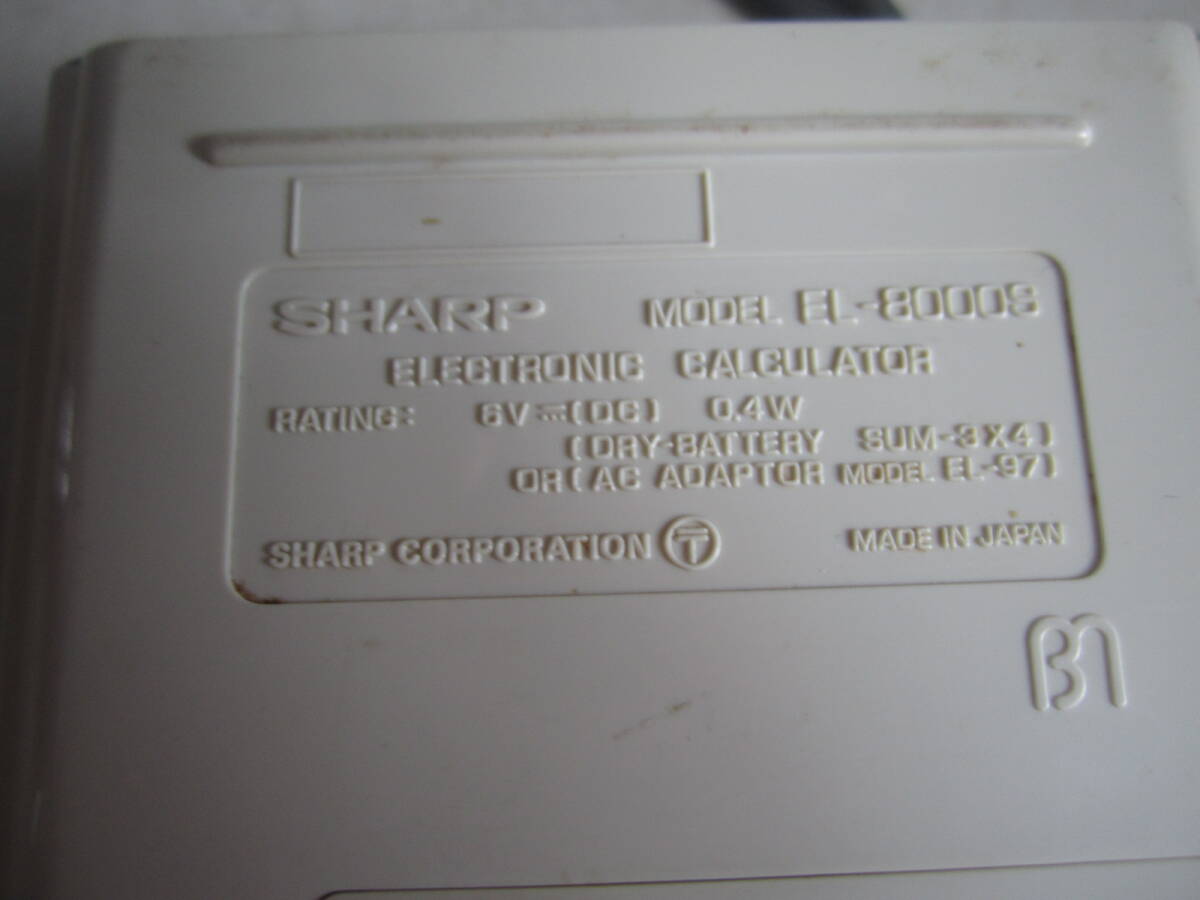 SHARP MODEL EL-8000S
ELECTRONIC CALCULATOR
RATING: 6V⎓(DC) 0.4W
(DRY-BATTERY SUM-3X4)
OR(AC ADAPTOR MODEL EL-97)
SHARP CORPORATION T MADE IN JAPAN